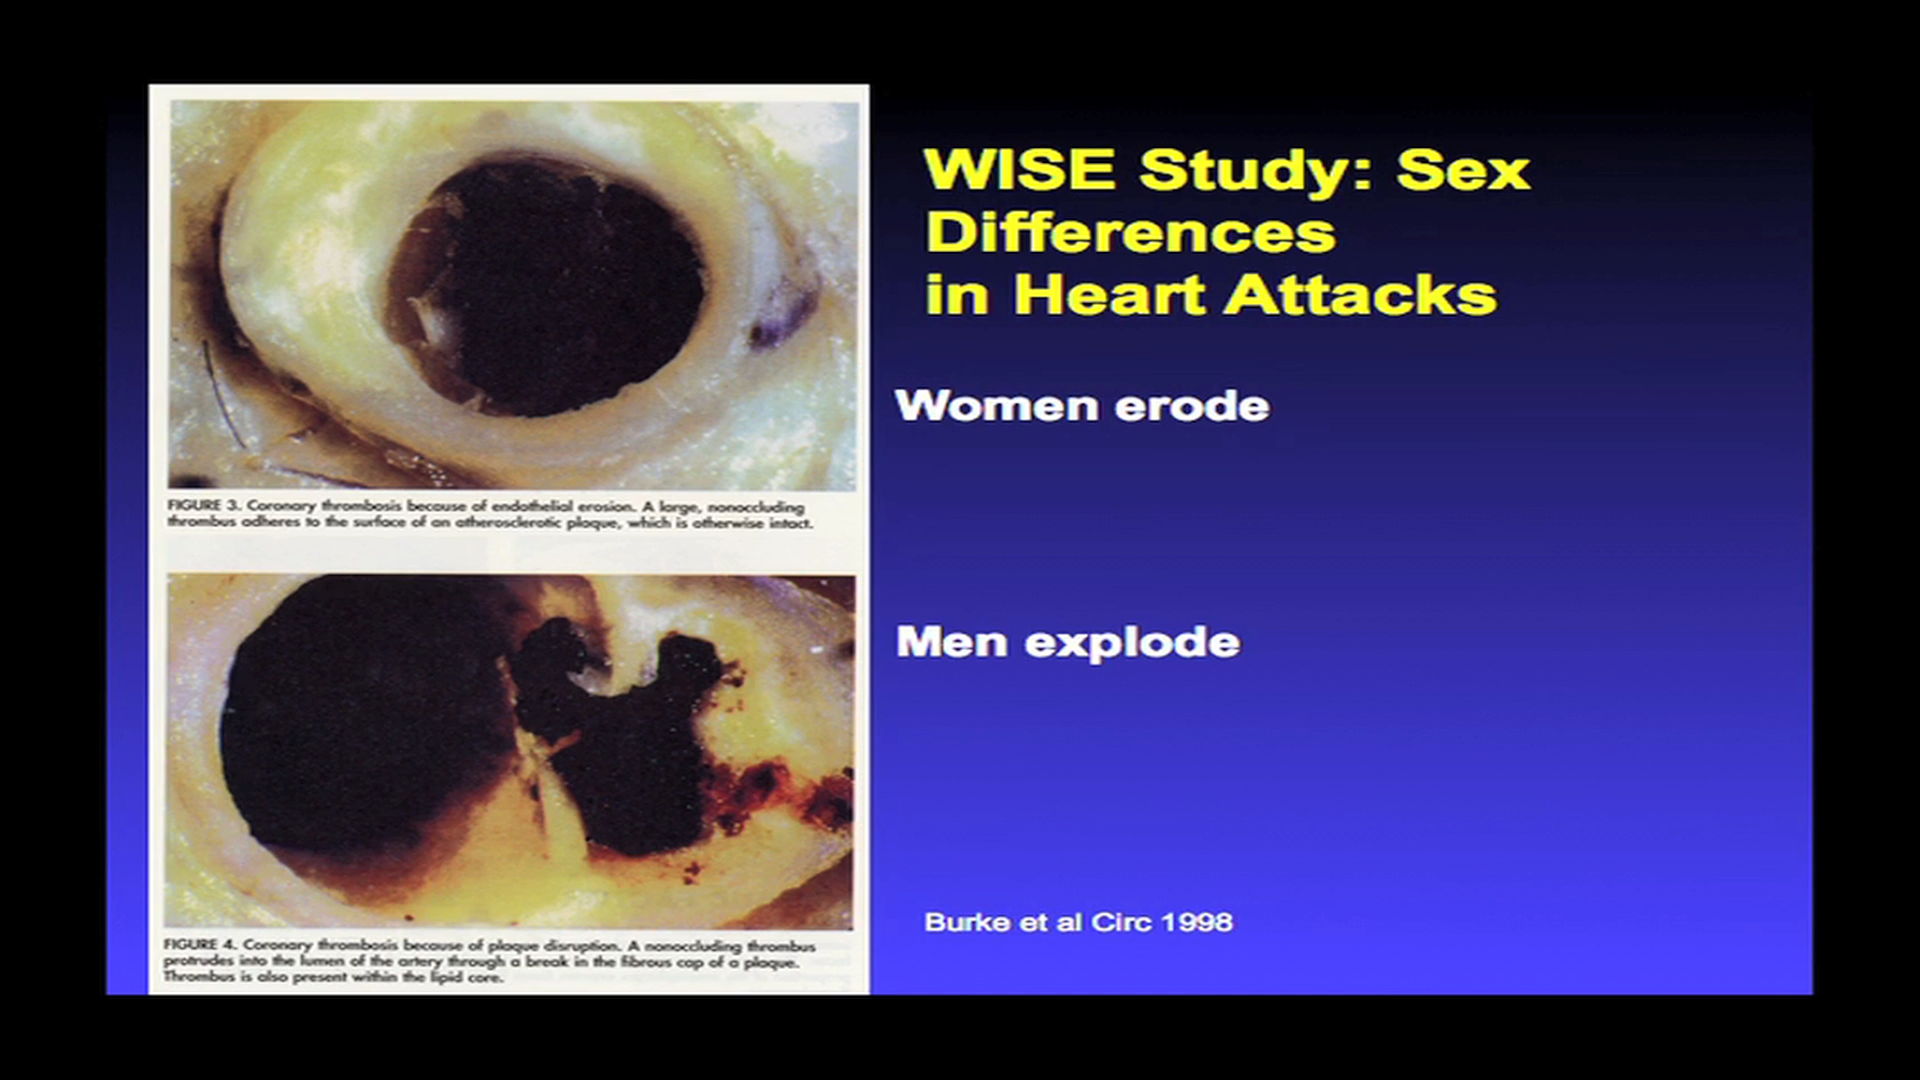 WISE Study: Sex
Differences
in Heart Attacks
Women erode
FIGURE 3. Coronary thrombosis because of endothelial erosion. A large, nonoccluding
thrombus adheres to the surface of an atherosclerotic plaque, which is otherwise intact.
Men explode
FIGURE 4. Coronary thrombosis because of plaque disruption. A nonoccluding thrombus
protrudes into the lumen of the artery through a break in the fibrous cap of a plaque.
Thrombus is also present within the lipid core.
Burke et al Circ 1998